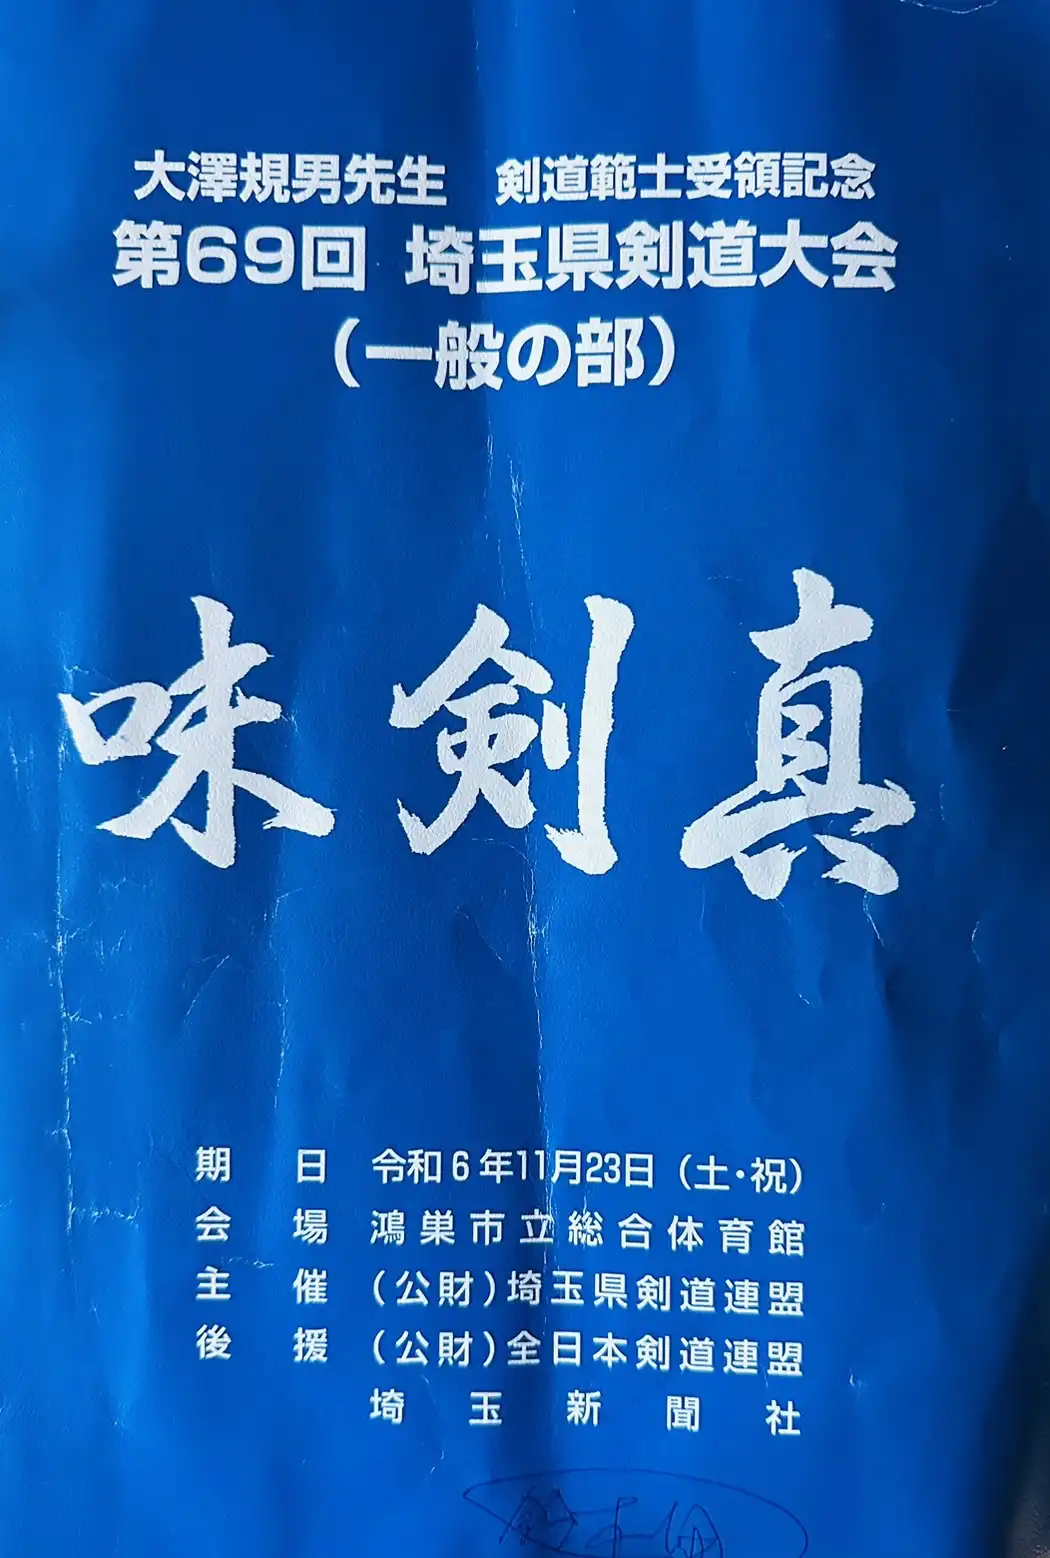 大澤規男先生　剣道範士受領記念
第69回 埼玉県剣道大会
（一般の部）
味剣真
期日　令和6年11月23日（土・祝）
会場　鴻巣市立総合体育館
主催　（公財）埼玉県剣道連盟
後援　（公財）全日本剣道連盟
埼玉新聞社